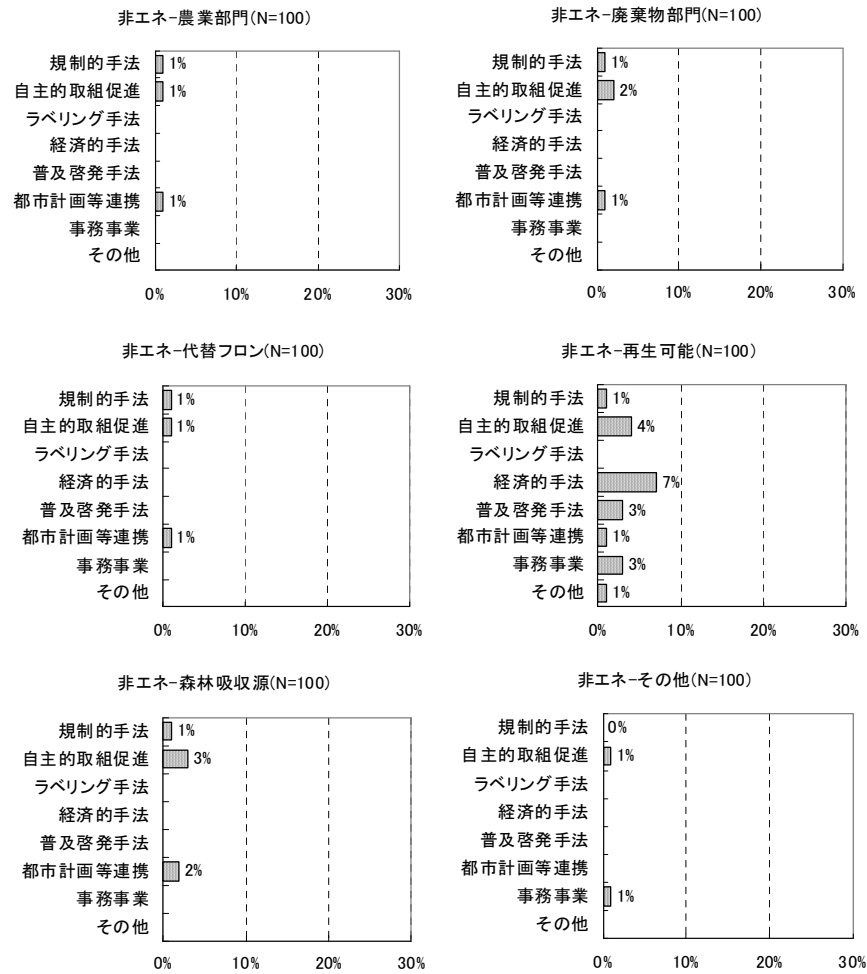 非エネ-農業部門(N=100)
規制的手法 1%
自主的取組促進 1%
ラベリング手法
経済的手法
普及啓発手法
都市計画等連携 1%
事務事業
その他
0% 10% 20% 30%
非エネ-廃棄物部門(N=100)
規制的手法 1%
自主的取組促進 2%
ラベリング手法
経済的手法
普及啓発手法
都市計画等連携 1%
事務事業
その他
0% 10% 20% 30%
非エネ-代替フロン(N=100)
規制的手法 1%
自主的取組促進 1%
ラベリング手法
経済的手法
普及啓発手法
都市計画等連携 1%
事務事業
その他
0% 10% 20% 30%
非エネ-再生可能(N=100)
規制的手法 1%
自主的取組促進 4%
ラベリング手法
経済的手法 7%
普及啓発手法 3%
都市計画等連携 1%
事務事業 3%
その他 1%
0% 10% 20% 30%
非エネ-森林吸収源(N=100)
規制的手法 1%
自主的取組促進 3%
ラベリング手法
経済的手法
普及啓発手法
都市計画等連携 2%
事務事業
その他
0% 10% 20% 30%
非エネ-その他(N=100)
規制的手法 0%
自主的取組促進 1%
ラベリング手法
経済的手法
普及啓発手法
都市計画等連携
事務事業 1%
その他
0% 10% 20% 30%